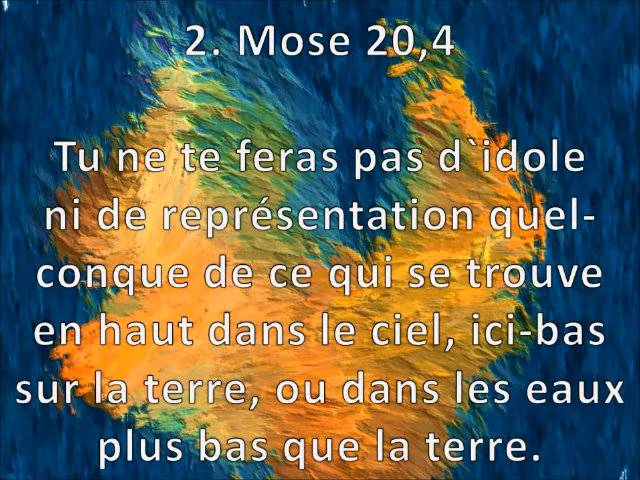 2. Mose 20,4
Tu ne te feras pas d`idole
ni de représentation quel-
conque de ce qui se trouve
en haut dans le ciel, ici-bas
sur la terre, ou dans les eaux
plus bas que la terre.